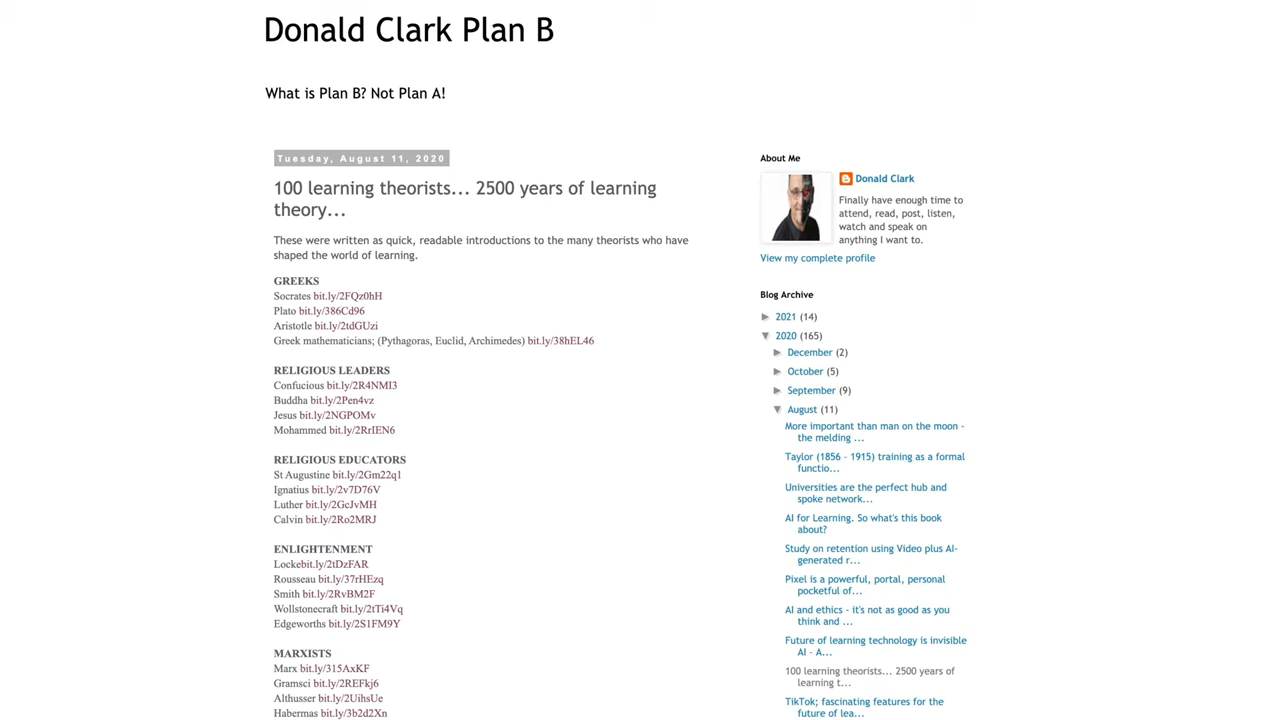 Donald Clark Plan B
What is Plan B? Not Plan A!
Tuesday, August 11, 2020
100 learning theorists... 2500 years of learning
theory...
These were written as quick, readable introductions to the many theorists who have
shaped the world of learning.
GREEKS
Socrates bit.ly/2FQz0hH
Plato bit.ly/386Cd96
Aristotle bit.ly/2tdGUzi
Greek mathematicians; (Pythagoras, Euclid, Archimedes) bit.ly/38hEL46
RELIGIOUS LEADERS
Confucious bit.ly/2R4NMI3
Buddha bit.ly/2Pen4vz
Jesus bit.ly/2NGPOMv
Mohammed bit.ly/2RrIEN6
RELIGIOUS EDUCATORS
St Augustine bit.ly/2Gm22q1
Ignatius bit.ly/2v7D76V
Luther bit.ly/2GcJvMH
Calvin bit.ly/2Ro2MRJ
ENLIGHTENMENT
Lockebit.ly/2tDzFAR
Rousseau bit.ly/37rHEzq
Smith bit.ly/2RvBM2F
Wollstonecraft bit.ly/2tTi4Vq
Edgeworths bit.ly/2S1FM9Y
MARXISTS
Marx bit.ly/315AxKF
Gramsci bit.ly/2REFkj6
Althusser bit.ly/2UihsUe
Habermas bit.ly/3b2d2Xn
About Me
Donald Clark
Finally have enough time to
attend, read, post, listen,
watch and speak on
anything I want to.
View my complete profile
Blog Archive
► 2021 (14)
▼ 2020 (165)
► December (2)
► October (5)
► September (9)
▼ August (11)
More important than man on the moon -
the melding ...
Taylor (1856 – 1915) training as a formal
functio...
Universities are the perfect hub and
spoke network...
AI for Learning. So what's this book
about?
Study on retention using Video plus AI-
generated r...
Pixel is a powerful, portal, personal
pocketful of...
AI and ethics - it's not as good as you
think and ...
Future of learning technology is invisible
AI – A...
100 learning theorists... 2500 years of
learning t...
TikTok; fascinating features for the
future of lea...